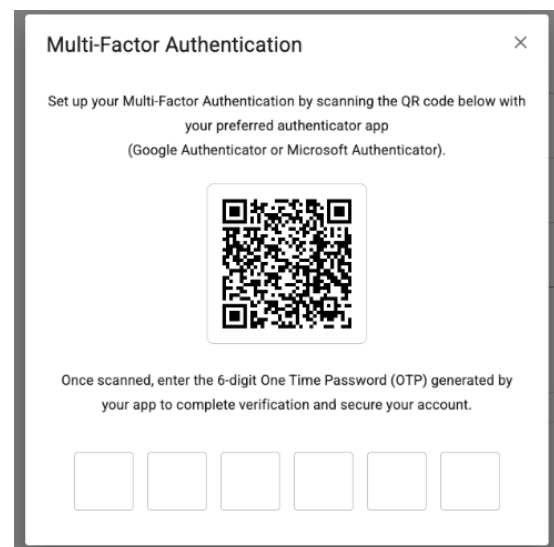 Multi-Factor Authentication
Set up your Multi-Factor Authentication by scanning the QR code below with
your preferred authenticator app
(Google Authenticator or Microsoft Authenticator).
Once scanned, enter the 6-digit One Time Password (OTP) generated by
your app to complete verification and secure your account.